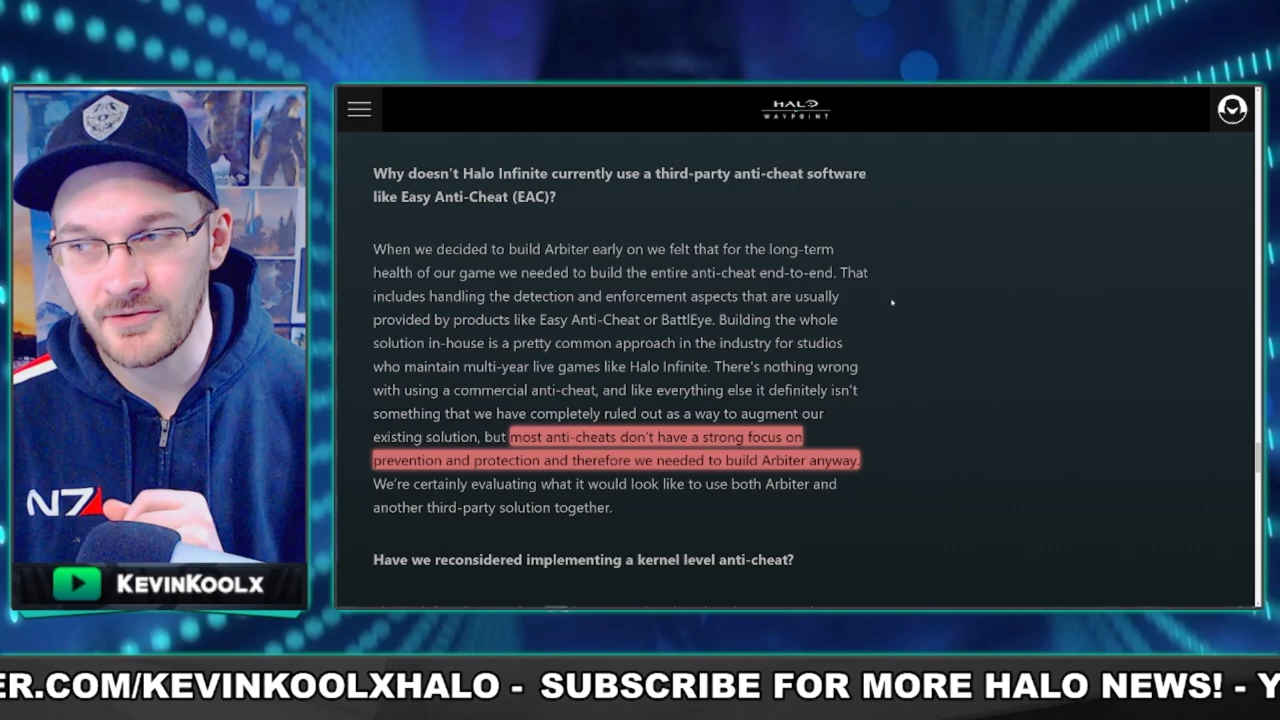 HALO
WAYPOINT
Why doesn't Halo Infinite currently use a third-party anti-cheat software
like Easy Anti-Cheat (EAC)?
When we decided to build Arbiter early on we felt that for the long-term
health of our game we needed to build the entire anti-cheat end-to-end. That
includes handling the detection and enforcement aspects that are usually
provided by products like Easy Anti-Cheat or BattlEye. Building the whole
solution in-house is a pretty common approach in the industry for studios
who maintain multi-year live games like Halo Infinite. There's nothing wrong
with using a commercial anti-cheat, and like everything else it definitely isn't
something that we have completely ruled out as a way to augment our
existing solution, but most anti-cheats don't have a strong focus on
prevention and protection and therefore we needed to build Arbiter anyway.
We're certainly evaluating what it would look like to use both Arbiter and
another third-party solution together.
Have we reconsidered implementing a kernel level anti-cheat?
N7
KEVINKOOLX
ER.COM/KEVINKOOLXHALO - SUBSCRIBE FOR MORE HALO NEWS! - Y